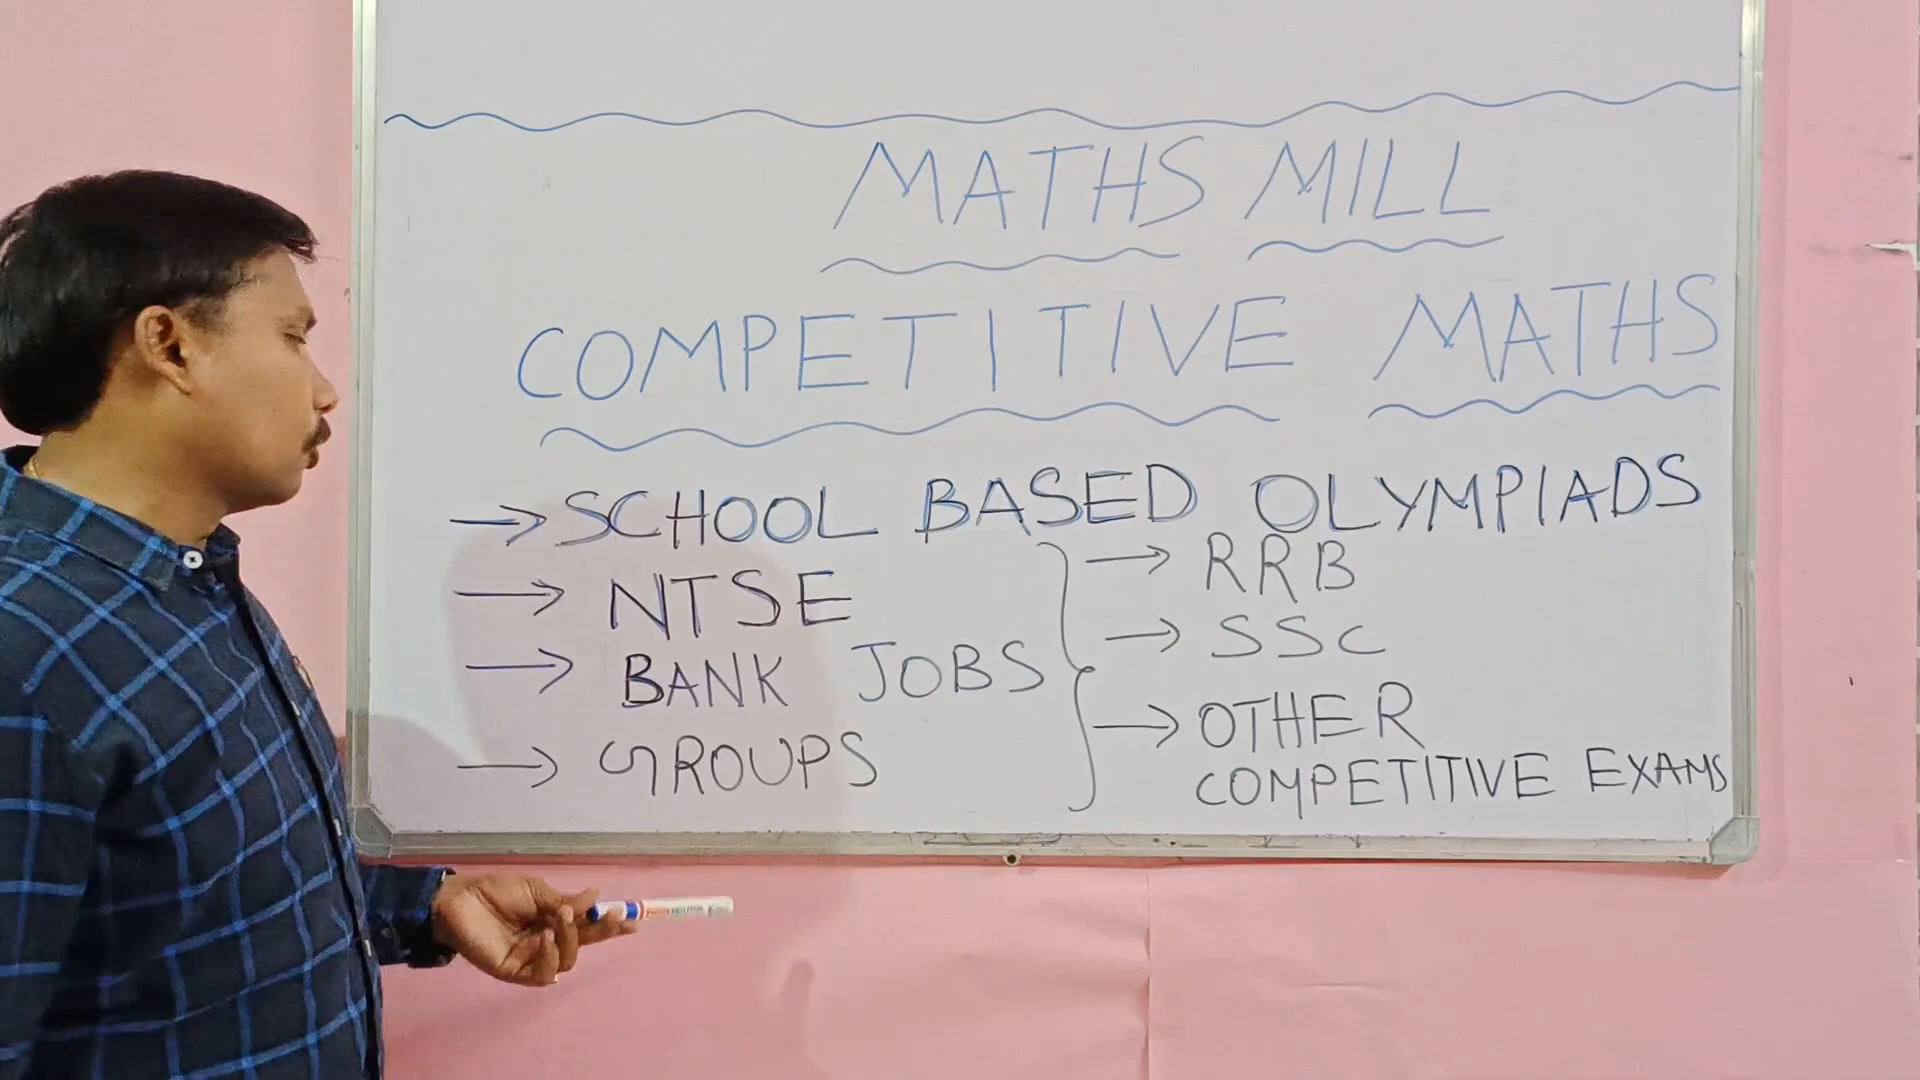 MATHS MILL
COMPETITIVE MATHS
→ SCHOOL BASED OLYMPIADS
→ NTSE
→ BANK JOBS
→ GROUPS
→ RRB
→ SSC
→ OTHER
COMPETITIVE EXAMS